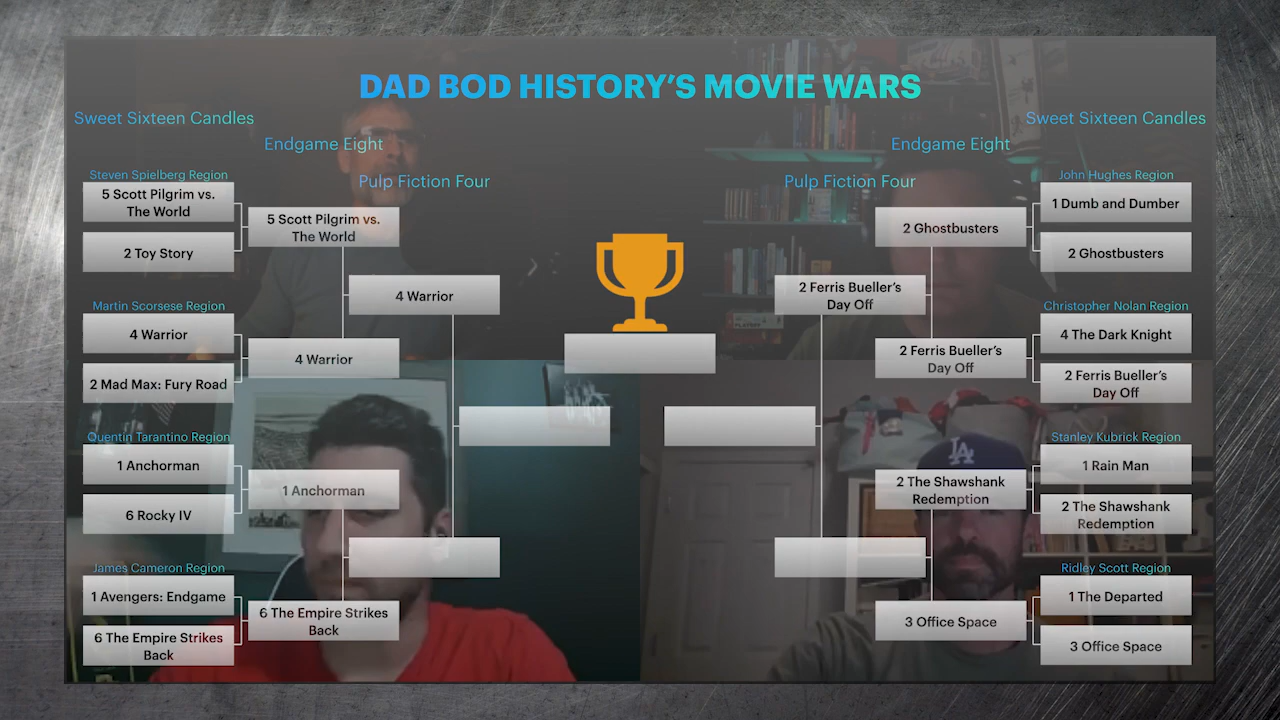 DAD BOD HISTORY'S MOVIE WARS
Sweet Sixteen Candles
Endgame Eight
Pulp Fiction Four
Steven Spielberg Region
5 Scott Pilgrim vs.
The World
2 Toy Story
5 Scott Pilgrim vs.
The World
Martin Scorsese Region
4 Warrior
2 Mad Max: Fury Road
4 Warrior
4 Warrior
Quentin Tarantino Region
1 Anchorman
6 Rocky IV
1 Anchorman
James Cameron Region
1 Avengers: Endgame
6 The Empire Strikes
Back
6 The Empire Strikes
Back
Sweet Sixteen Candles
Endgame Eight
Pulp Fiction Four
John Hughes Region
1 Dumb and Dumber
2 Ghostbusters
2 Ghostbusters
Christopher Nolan Region
4 The Dark Knight
2 Ferris Bueller's
Day Off
2 Ferris Bueller's
Day Off
2 Ferris Bueller's
Day Off
Stanley Kubrick Region
1 Rain Man
2 The Shawshank
Redemption
2 The Shawshank
Redemption
Ridley Scott Region
1 The Departed
3 Office Space
3 Office Space
LA